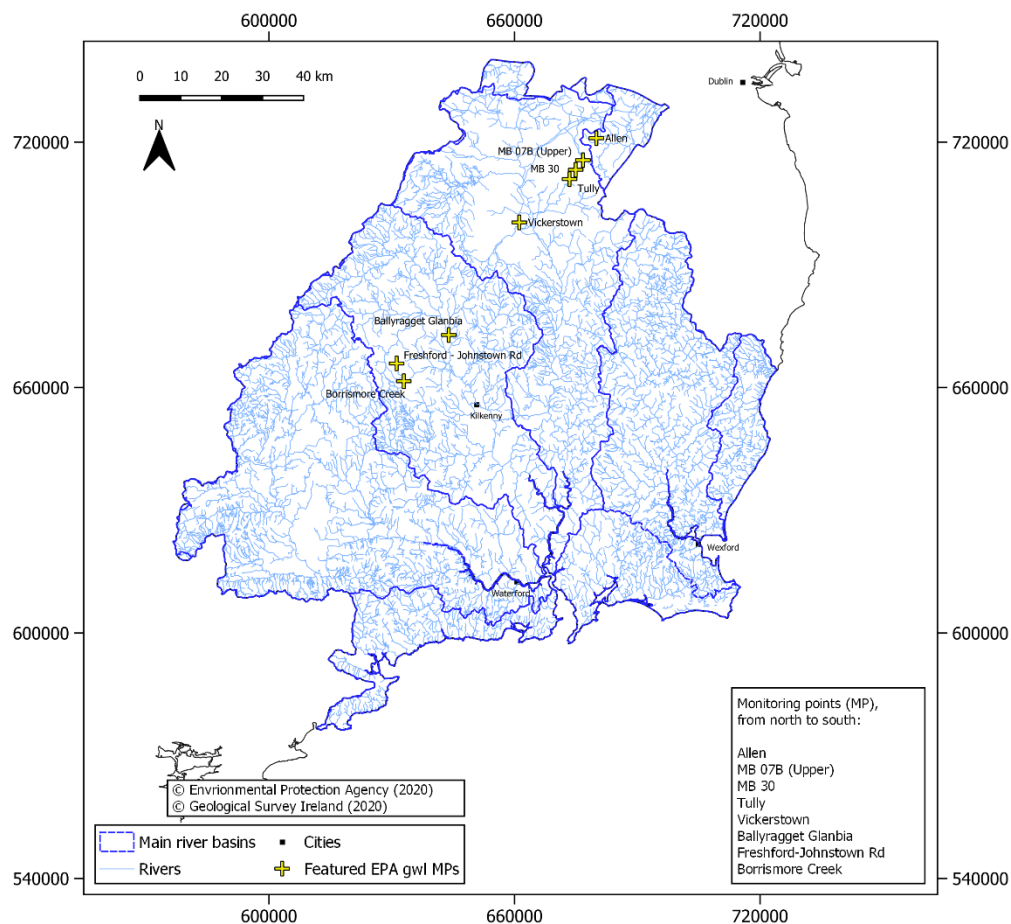 600000 660000 720000
0 10 20 30 40 km
N
Dublin
720000 720000
Allen
MB 07B (Upper)
MB 30
Tully
Vickerstown
Ballyragget Glanbia
Freshford - Johnstown Rd
660000 660000
Borrismore Creek
Kilkenny
Wexford
Waterford
600000 600000
Monitoring points (MP),
from north to south:
Allen
MB 07B (Upper)
MB 30
Tully
Vickerstown
Ballyragget Glanbia
Freshford-Johnstown Rd
Borrismore Creek
© Envrionmental Protection Agency (2020)
© Geological Survey Ireland (2020)
Main river basins Cities
Rivers Featured EPA gwl MPs
540000 540000
600000 660000 720000